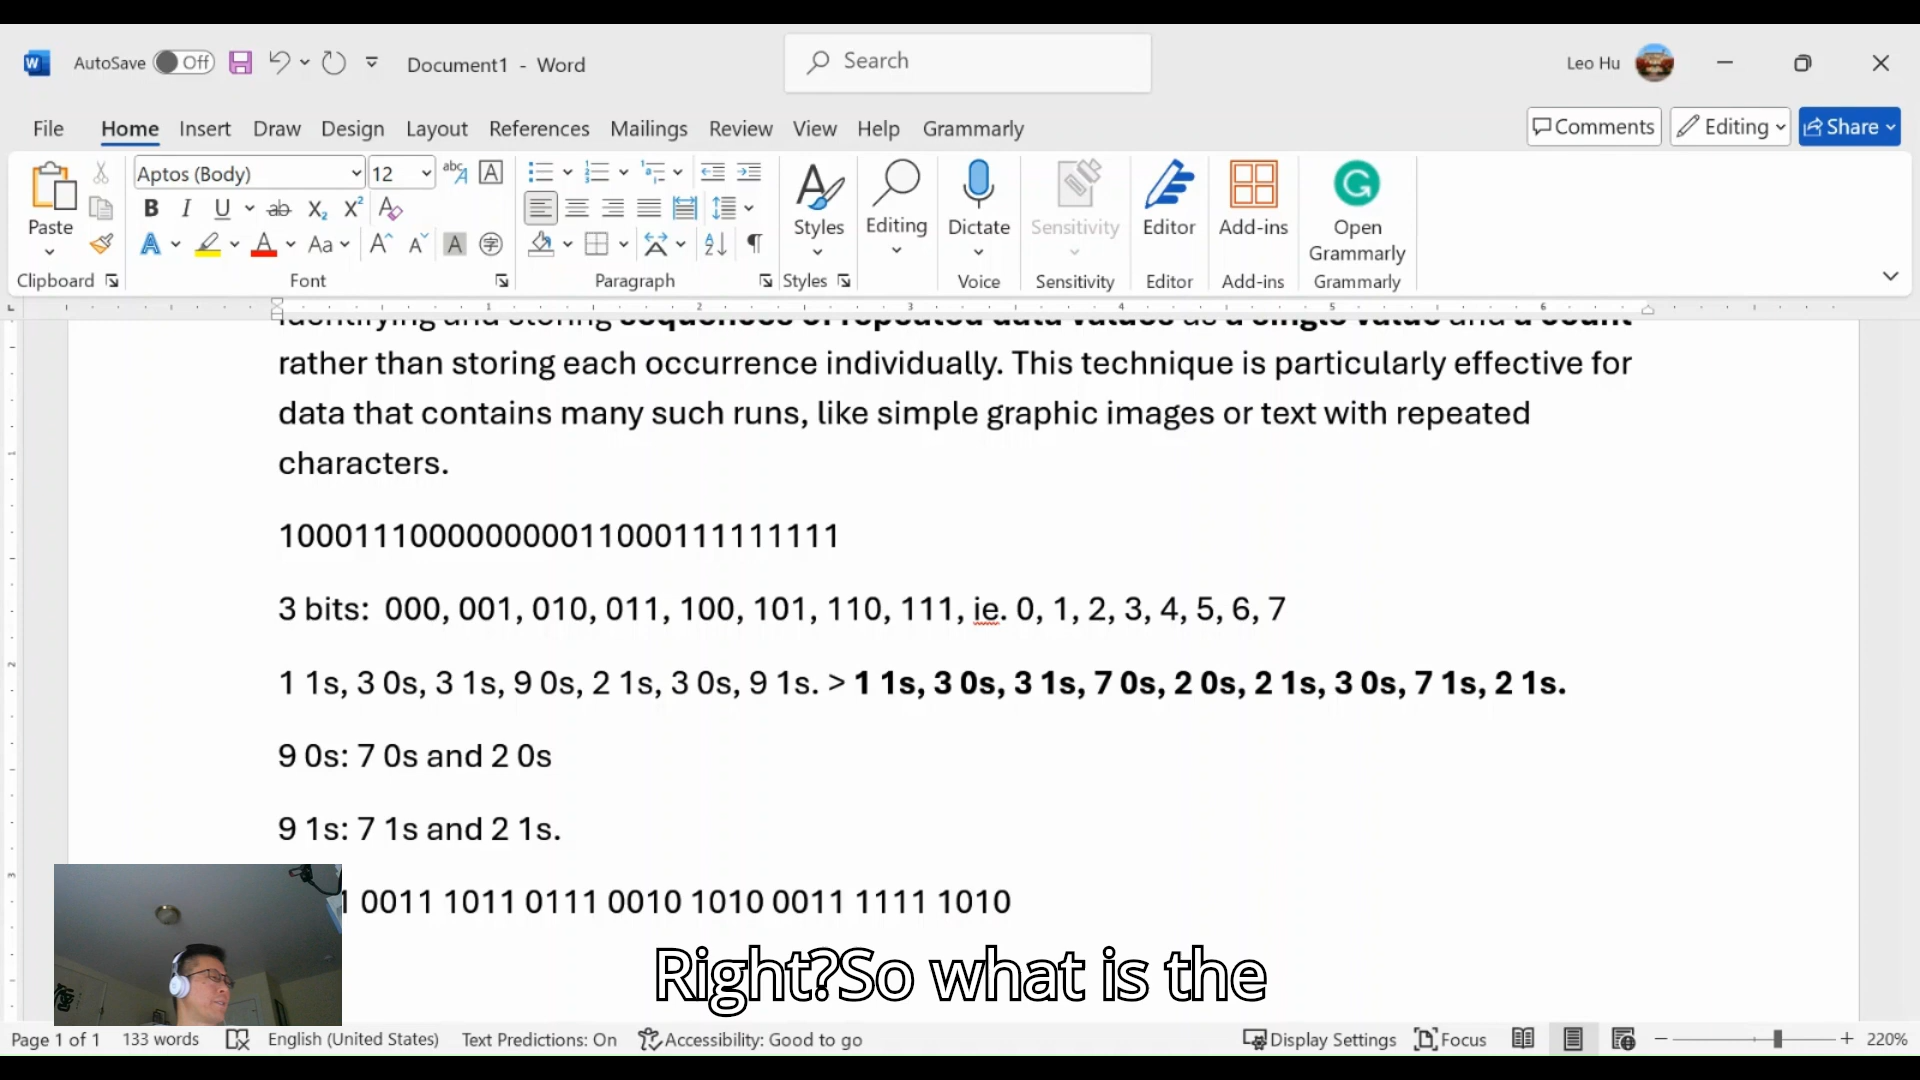 AutoSave Off Document1 - Word Search Leo Hu
File Home Insert Draw Design Layout References Mailings Review View Help Grammarly Comments Editing Share
Aptos (Body) 12
Paste Styles Editing Dictate Sensitivity Editor Add-ins Open Grammarly
Clipboard Font Paragraph Styles Voice Sensitivity Editor Add-ins Grammarly
1 2 3 4 5 6
identifying and storing sequences of repeated data values as a single value and a count
rather than storing each occurrence individually. This technique is particularly effective for
data that contains many such runs, like simple graphic images or text with repeated
characters.
100011100000000011000111111111
3 bits: 000, 001, 010, 011, 100, 101, 110, 111, ie. 0, 1, 2, 3, 4, 5, 6, 7
1 1s, 3 0s, 3 1s, 9 0s, 2 1s, 3 0s, 9 1s. > 1 1s, 3 0s, 3 1s, 7 0s, 2 0s, 2 1s, 3 0s, 7 1s, 2 1s.
9 0s: 7 0s and 2 0s
9 1s: 7 1s and 2 1s.
1 0011 1011 0111 0010 1010 0011 1111 1010
Right?So what is the
Page 1 of 1 133 words English (United States) Text Predictions: On Accessibility: Good to go Display Settings Focus 220%